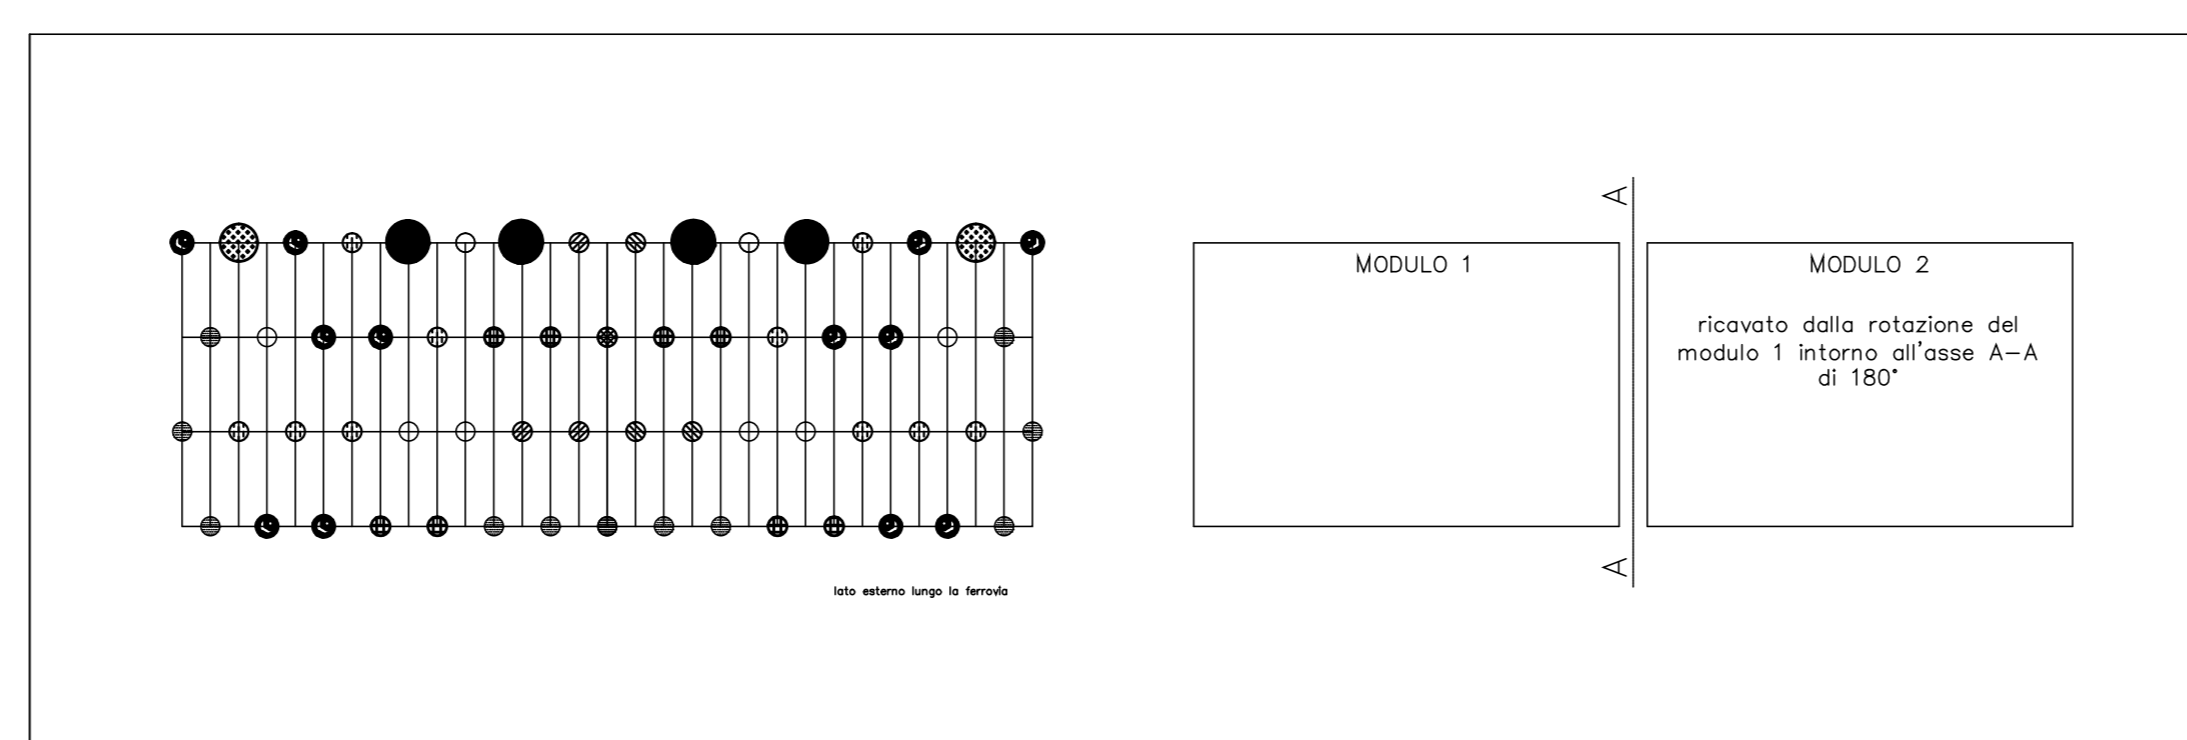 A
MODULO 1
MODULO 2
ricavato dalla rotazione del
modulo 1 intorno all'asse A-A
di 180°
A
lato esterno lungo la ferrovia